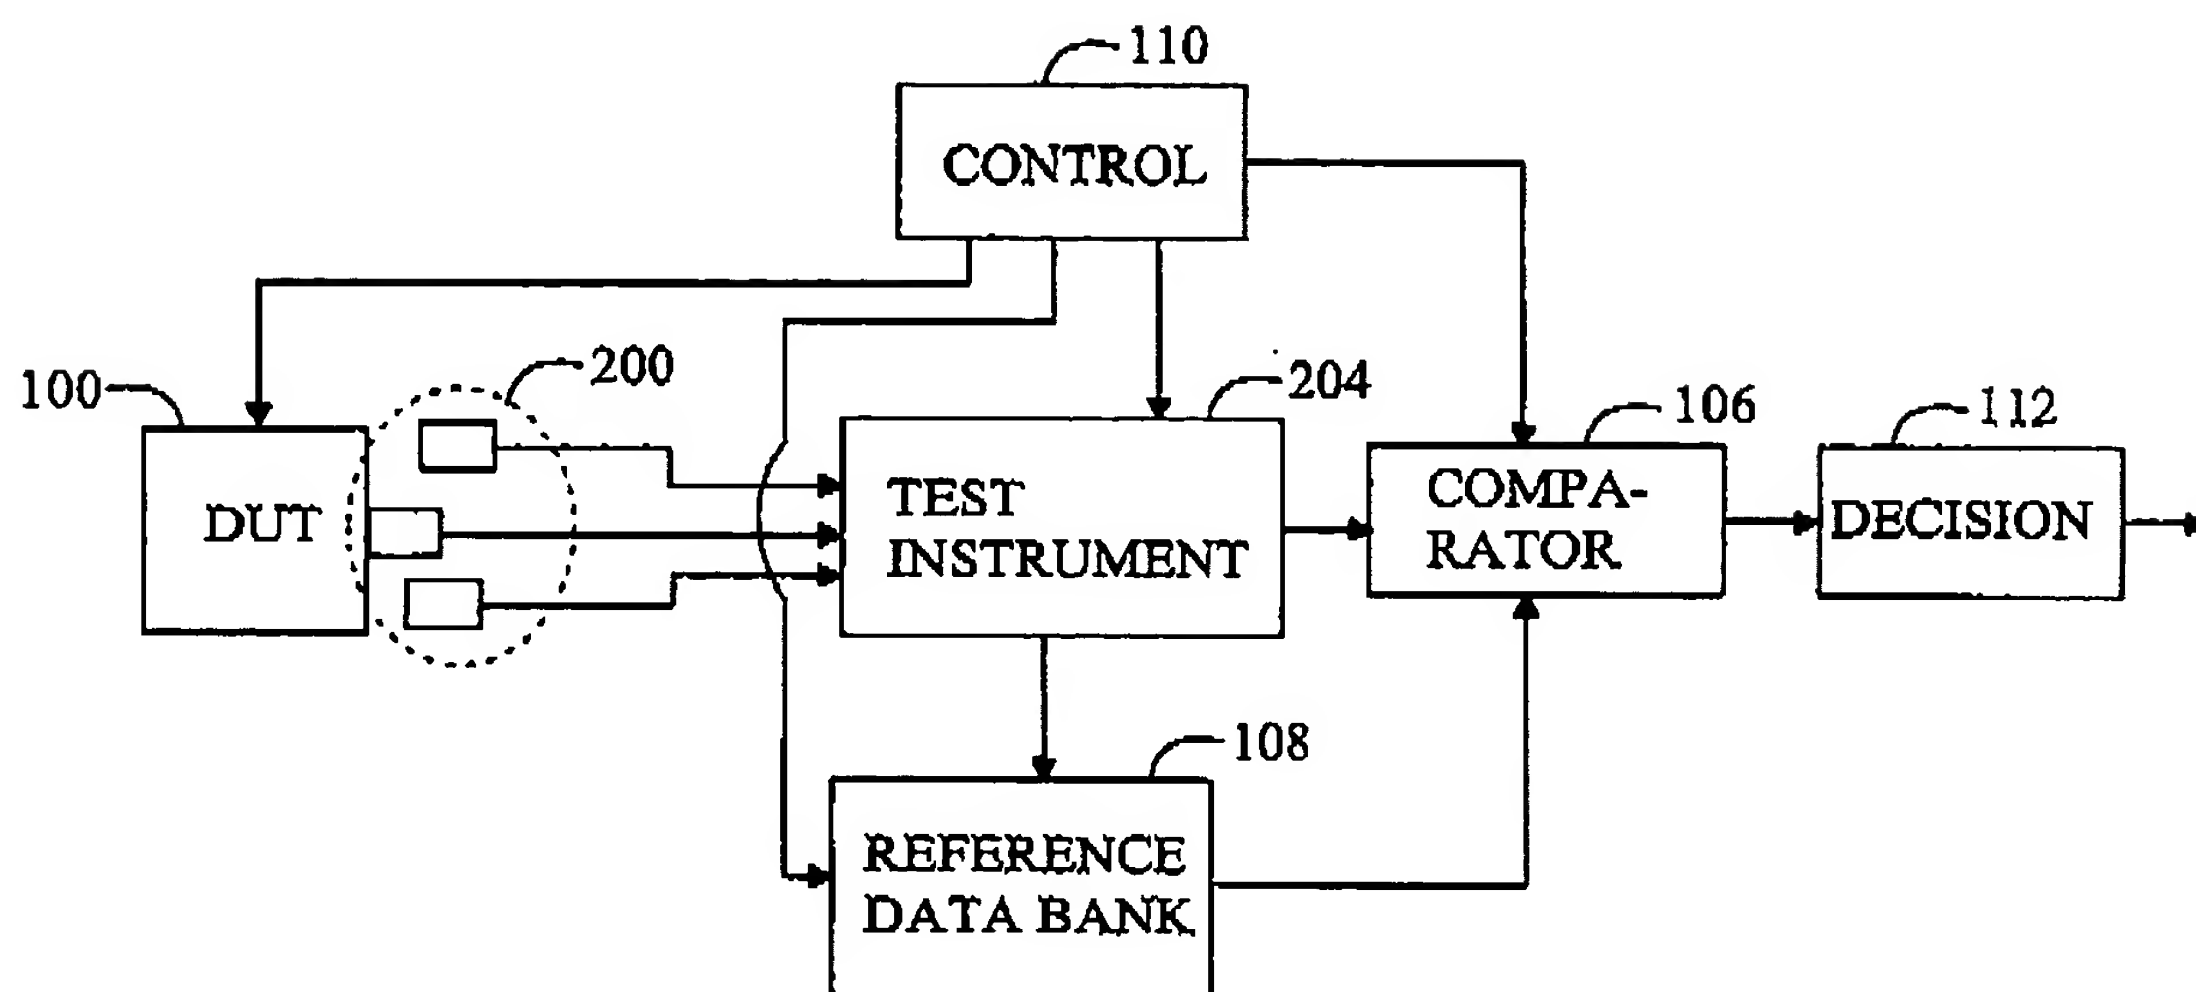 110
CONTROL
200
100
204
106
112
DUT
TEST
INSTRUMENT
COMPA-
RATOR
DECISION
108
REFERENCE
DATA BANK